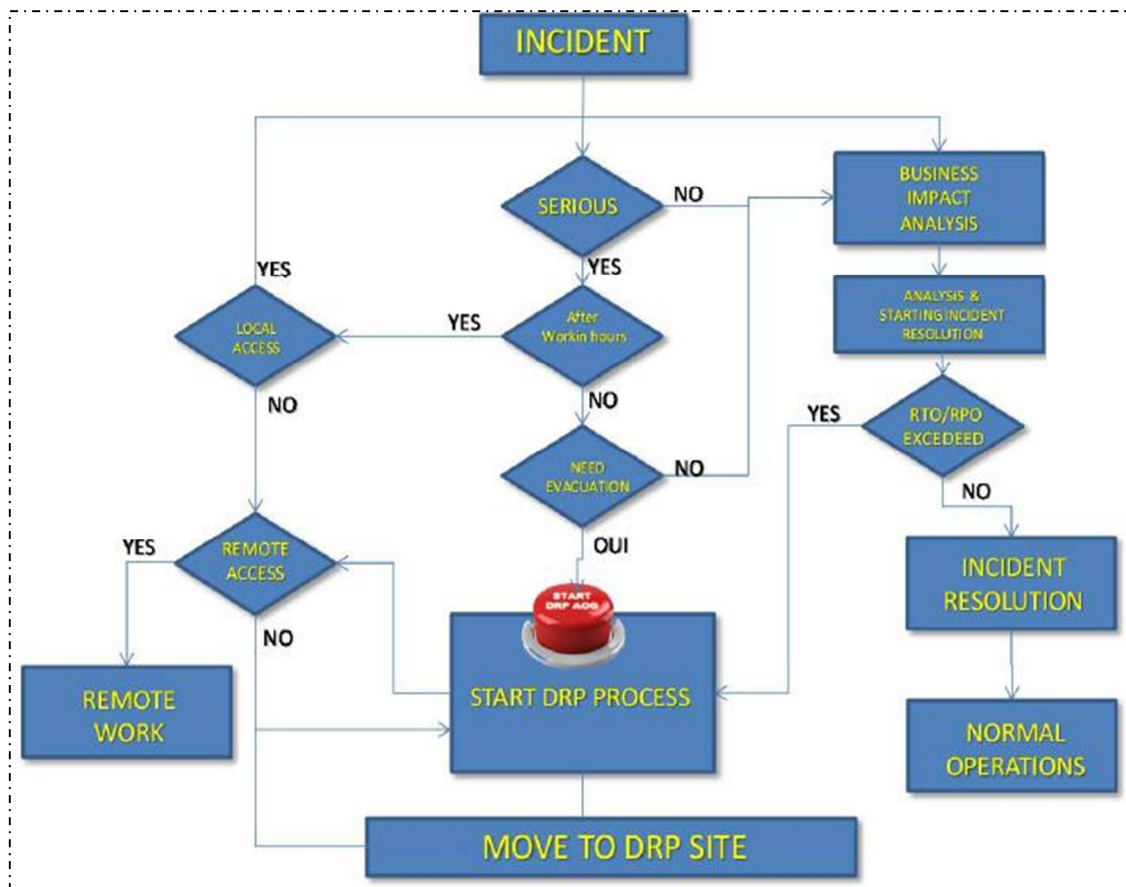 INCIDENT
SERIOUS
NO
BUSINESS
IMPACT
ANALYSIS
YES
YES
LOCAL
ACCESS
YES
After
Workin hours
ANALYSIS &
STARTING INCIDENT
RESOLUTION
NO
NO
YES
RTO/RPO
EXCEDEED
NEED
EVACUATION
NO
NO
YES
REMOTE
ACCESS
OUI
INCIDENT
RESOLUTION
START
DRP AOG
NO
REMOTE
WORK
START DRP PROCESS
NORMAL
OPERATIONS
MOVE TO DRP SITE